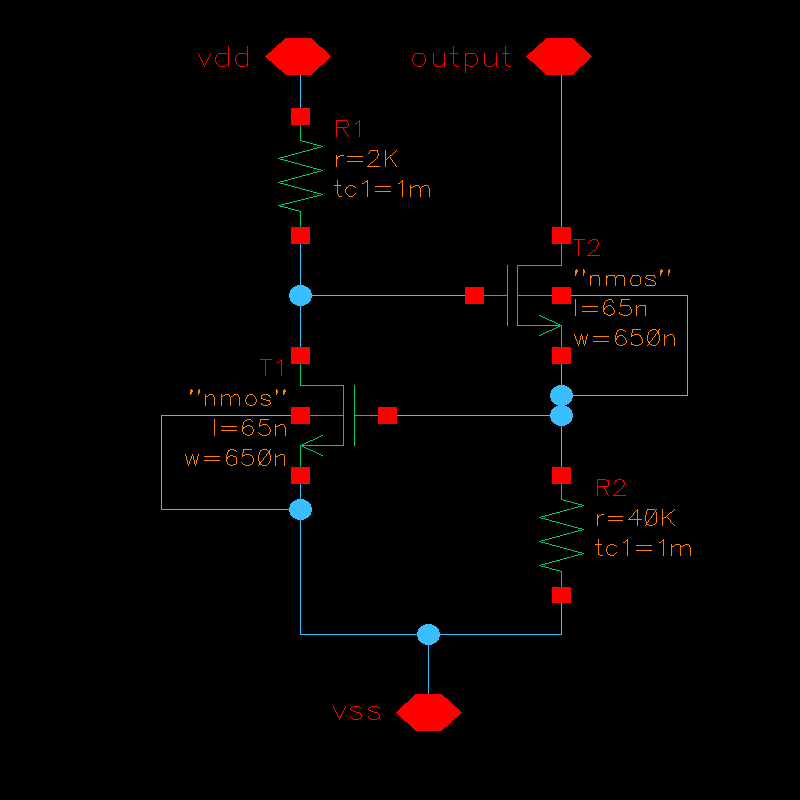 vdd
output
R1
r=2K
tc1=1m
T2
"nmos"
l=65n
w=650n
T1
"nmos"
l=65n
w=650n
R2
r=40K
tc1=1m
vss